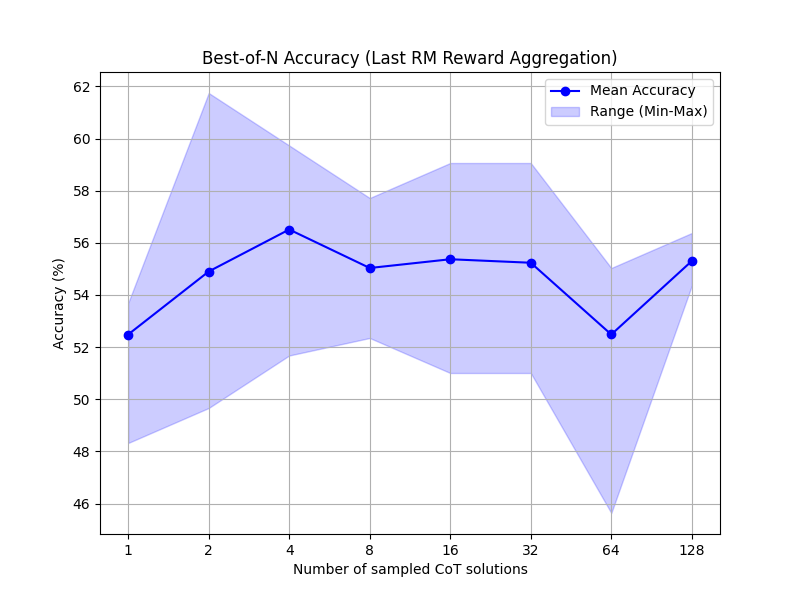 Best-of-N Accuracy (Last RM Reward Aggregation)
Mean Accuracy
Range (Min-Max)
Accuracy (%)
62
60
58
56
54
52
50
48
46
1 2 4 8 16 32 64 128
Number of sampled CoT solutions